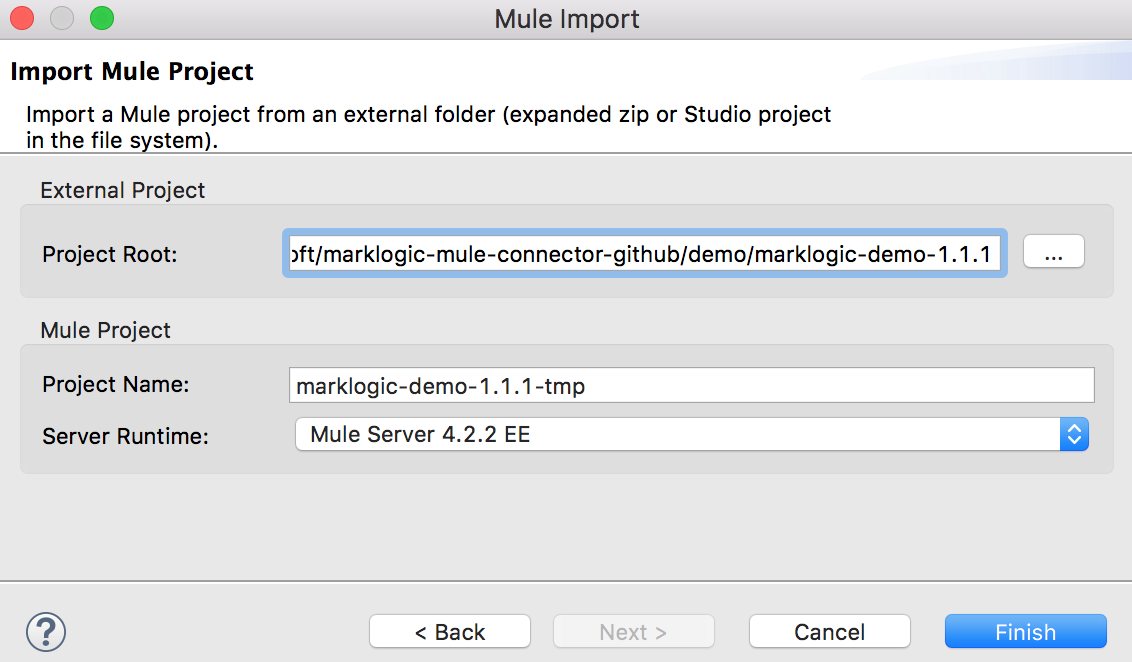 Mule Import
Import Mule Project
Import a Mule project from an external folder (expanded zip or Studio project
in the file system).
External Project
Project Root:
oft/marklogic-mule-connector-github/demo/marklogic-demo-1.1.1
...
Mule Project
Project Name:
marklogic-demo-1.1.1-tmp
Server Runtime:
Mule Server 4.2.2 EE
?
< Back
Next >
Cancel
Finish